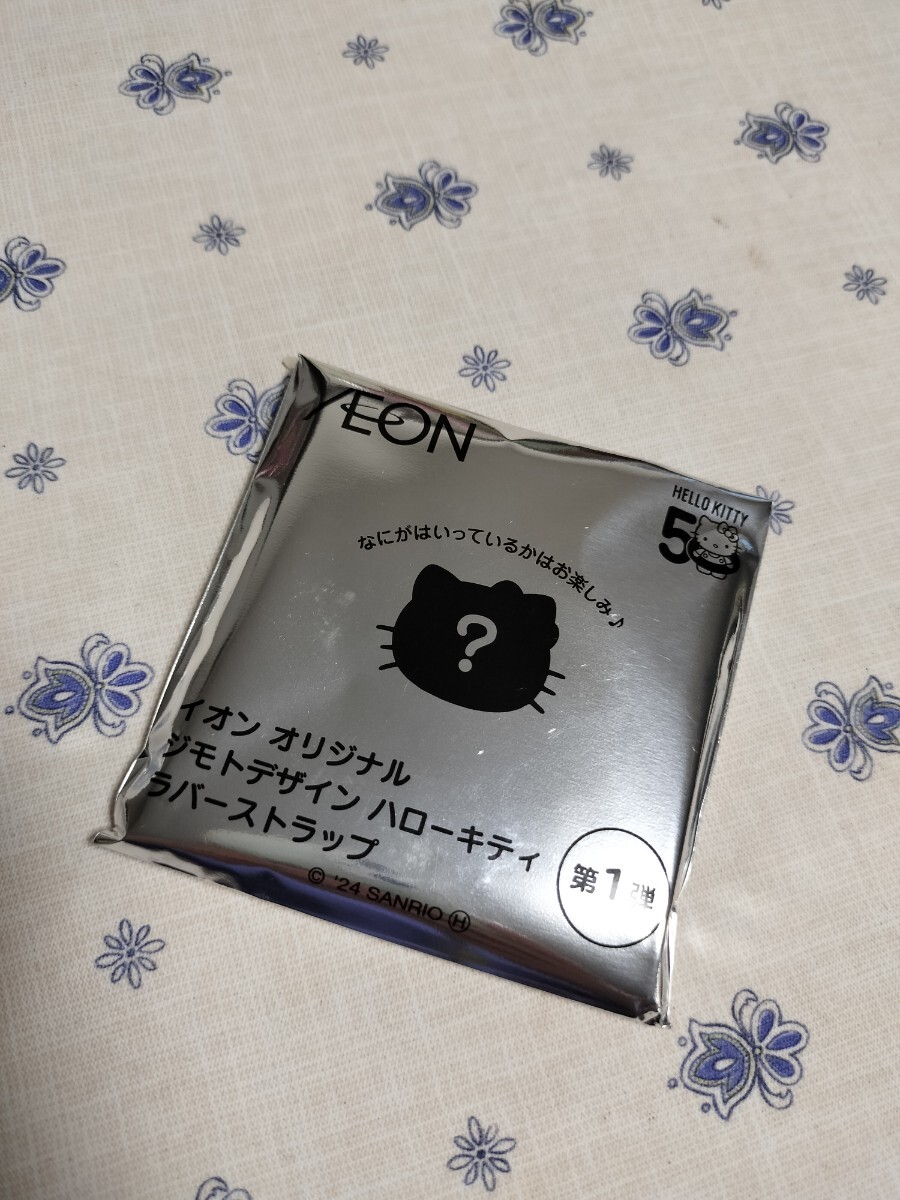 ÆON
HELLO KITTY
50
なにがはいっているかはお楽しみ♪
?
イオン オリジナル
ジモトデザイン ハローキティ
ラバーストラップ
第1弾
© '24 SANRIO Ⓗ